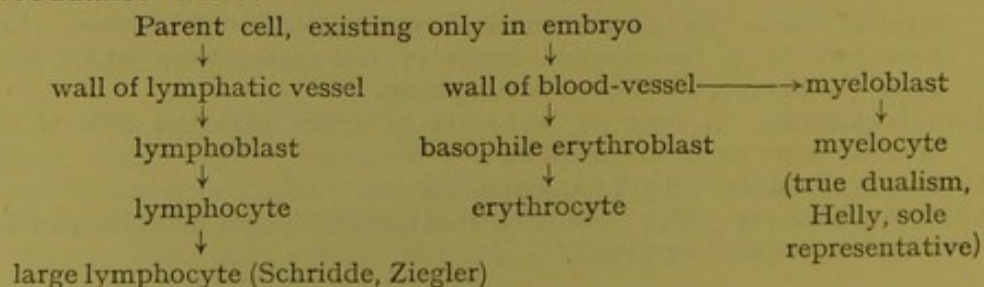 Parent cell, existing only in embryo
↓ ↓
wall of lymphatic vessel wall of blood-vessel→myeloblast
↓ ↓ ↓
lymphoblast basophile erythroblast myelocyte
↓ ↓ (true dualism,
lymphocyte erythrocyte Helly, sole
↓ representative)
large lymphocyte (Schridde, Ziegler)